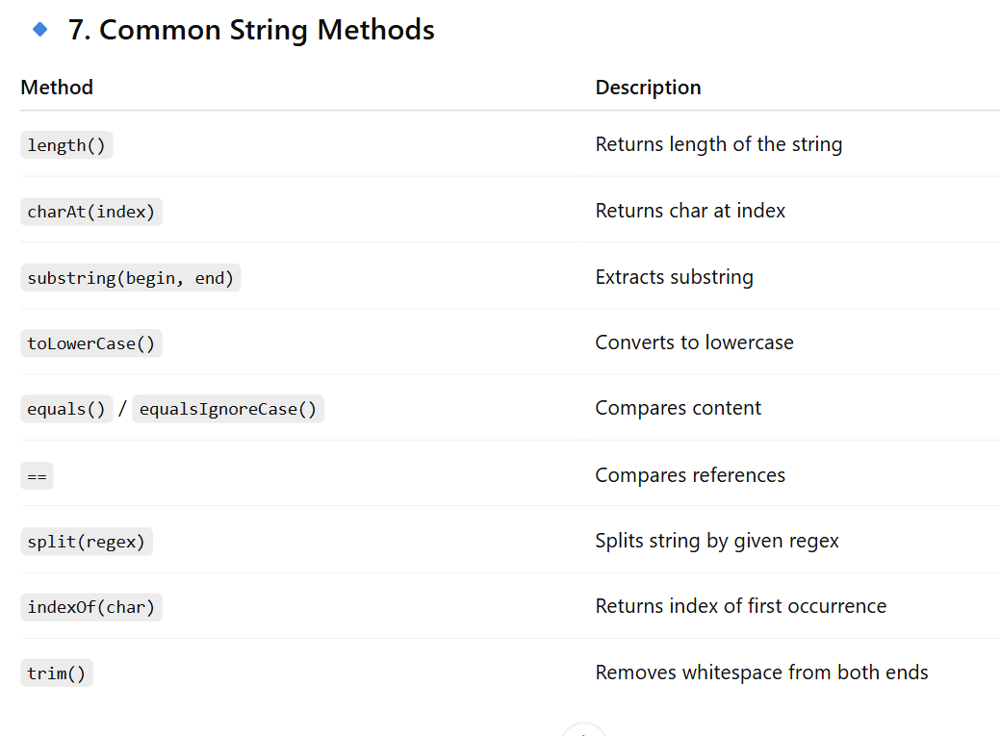 7. Common String Methods
Method Description
length() Returns length of the string
charAt(index) Returns char at index
substring(begin, end) Extracts substring
toLowerCase() Converts to lowercase
equals() / equalsIgnoreCase() Compares content
== Compares references
split(regex) Splits string by given regex
indexOf(char) Returns index of first occurrence
trim() Removes whitespace from both ends